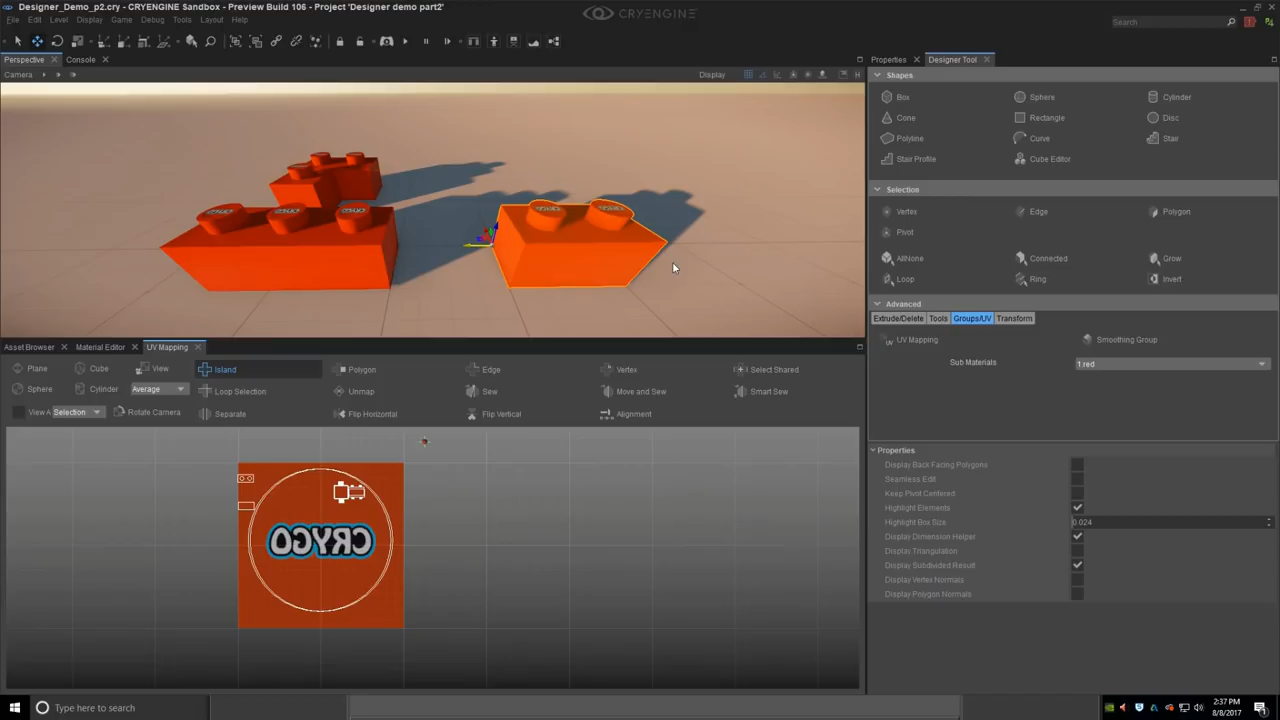 Designer_Demo_p2.cry - CRYENGINE Sandbox - Preview Build 106 - Project 'Designer demo part2'
CRYENGINE
File Edit Level Display Game Debug Tools Layout Help
Search
Perspective Console
Properties Designer Tool
Camera
Display
Shapes
Box Sphere Cylinder
Cone Rectangle Disc
Polyline Curve Stair
Stair Profile Cube Editor
Selection
Vertex Edge Polygon
Pivot
AllNone Connected Grow
Loop Ring Invert
Advanced
Extrude/Delete Tools Groups/UV Transform
UV Mapping Smoothing Group
Sub Materials 1 red
Asset Browser Material Editor UV Mapping
Plane Cube View Island Polygon Edge Vertex Select Shared
Sphere Cylinder Average Loop Selection Unmap Sew Move and Sew Smart Sew
View A Selection Rotate Camera Separate Flip Horizontal Flip Vertical Alignment
CRYGO
Properties
Display Back Facing Polygons
Seamless Edit
Keep Pivot Centered
Highlight Elements
Highlight Box Size 0.024
Display Dimension Helper
Display Triangulation
Display Subdivided Result
Display Vertex Normals
Display Polygon Normals
Type here to search
2:37 PM
8/8/2017